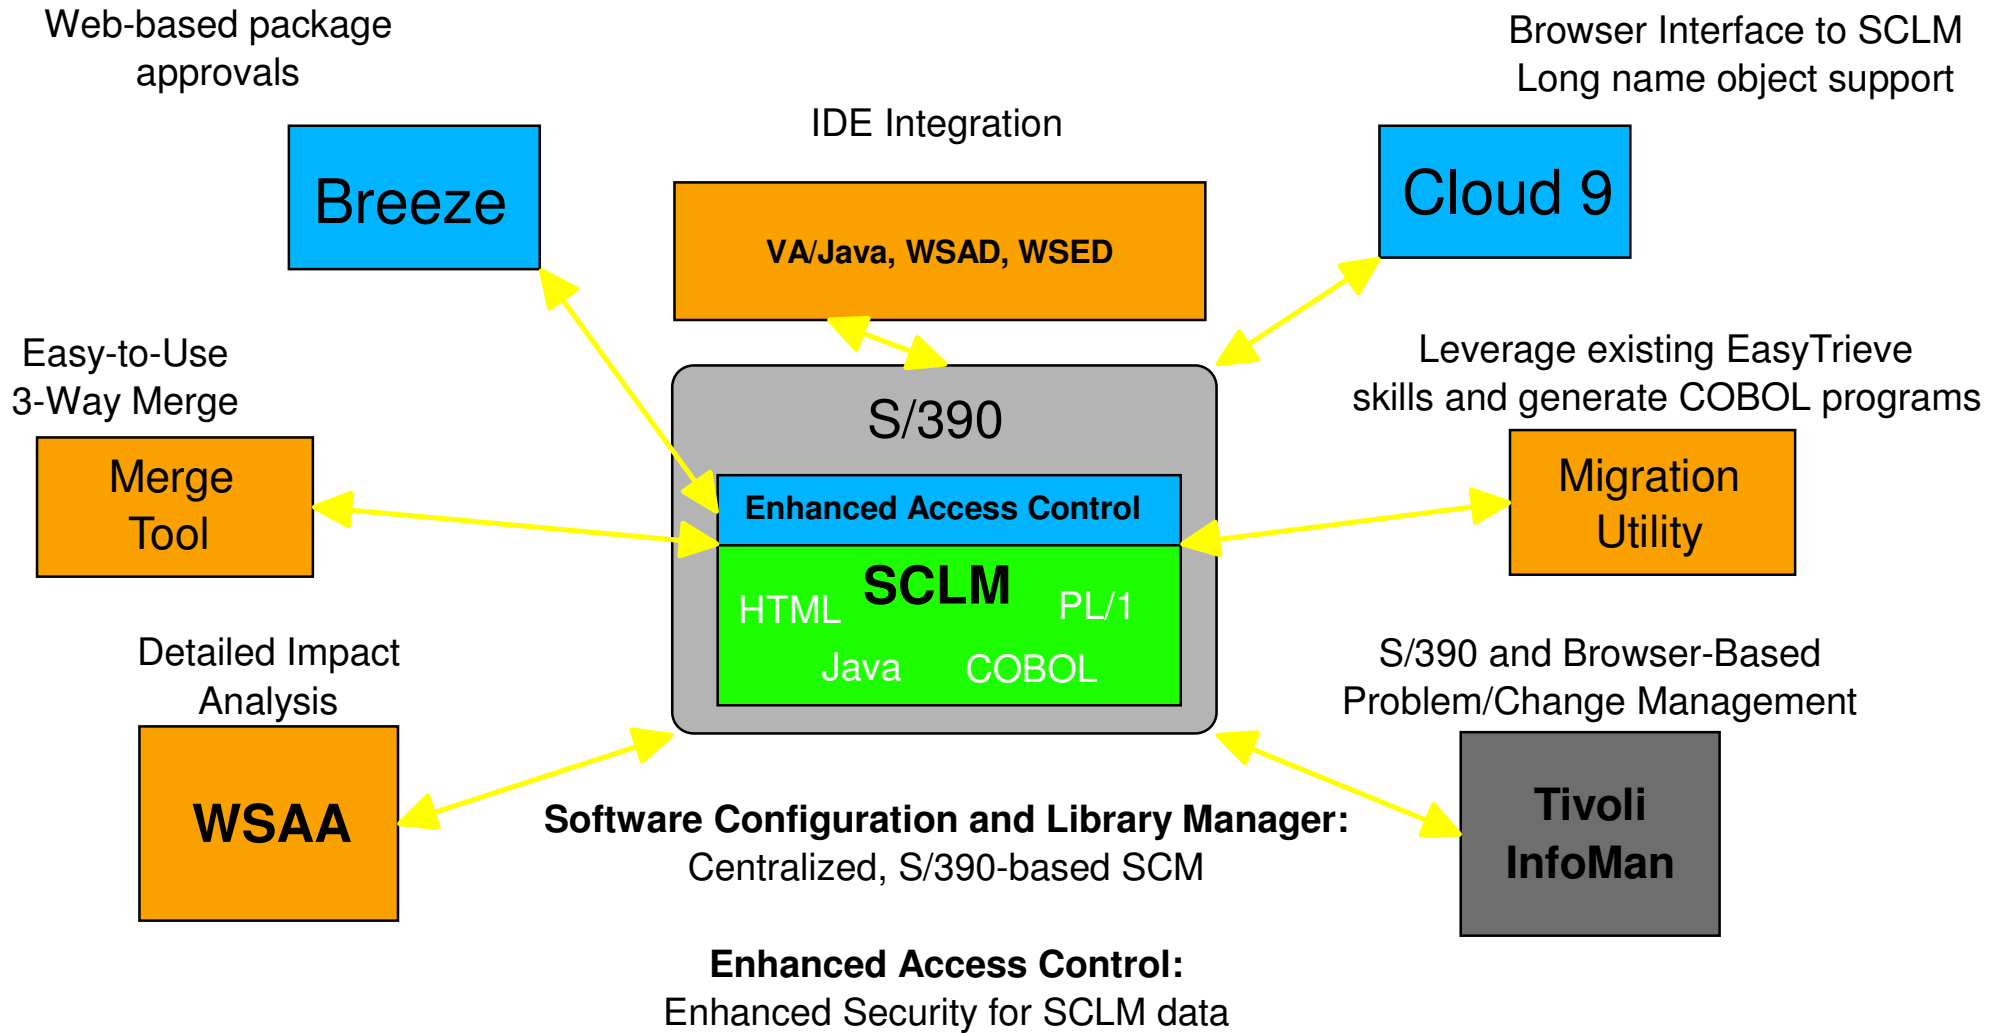 Web-based package
approvals
Breeze
IDE Integration
VA/Java, WSAD, WSED
Browser Interface to SCLM
Long name object support
Cloud 9
Easy-to-Use
3-Way Merge
Merge
Tool
S/390
Enhanced Access Control
SCLM
HTML
PL/1
Java
COBOL
Leverage existing EasyTrieve
skills and generate COBOL programs
Migration
Utility
Detailed Impact
Analysis
WSAA
S/390 and Browser-Based
Problem/Change Management
Tivoli
InfoMan
Software Configuration and Library Manager:
Centralized, S/390-based SCM
Enhanced Access Control:
Enhanced Security for SCLM data